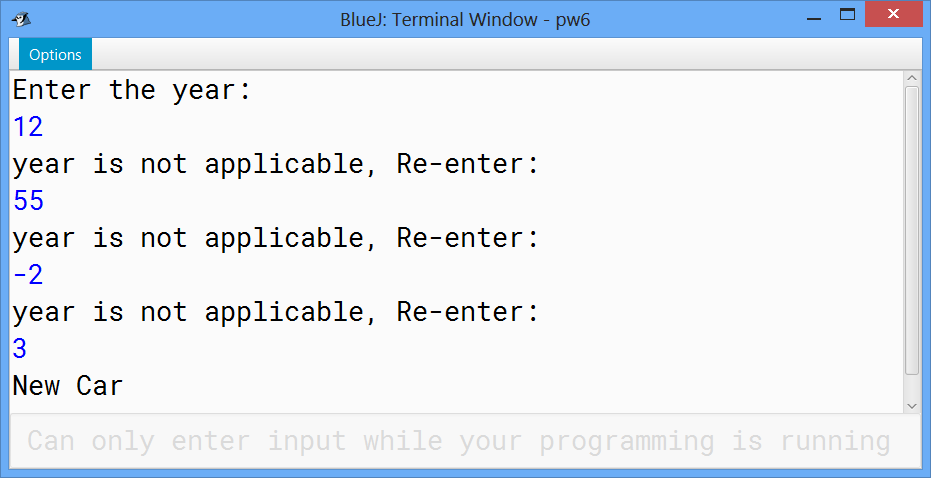 BlueJ: Terminal Window - pw6
Options
Enter the year:
12
year is not applicable, Re-enter:
55
year is not applicable, Re-enter:
-2
year is not applicable, Re-enter:
3
New Car
Can only enter input while your programming is running